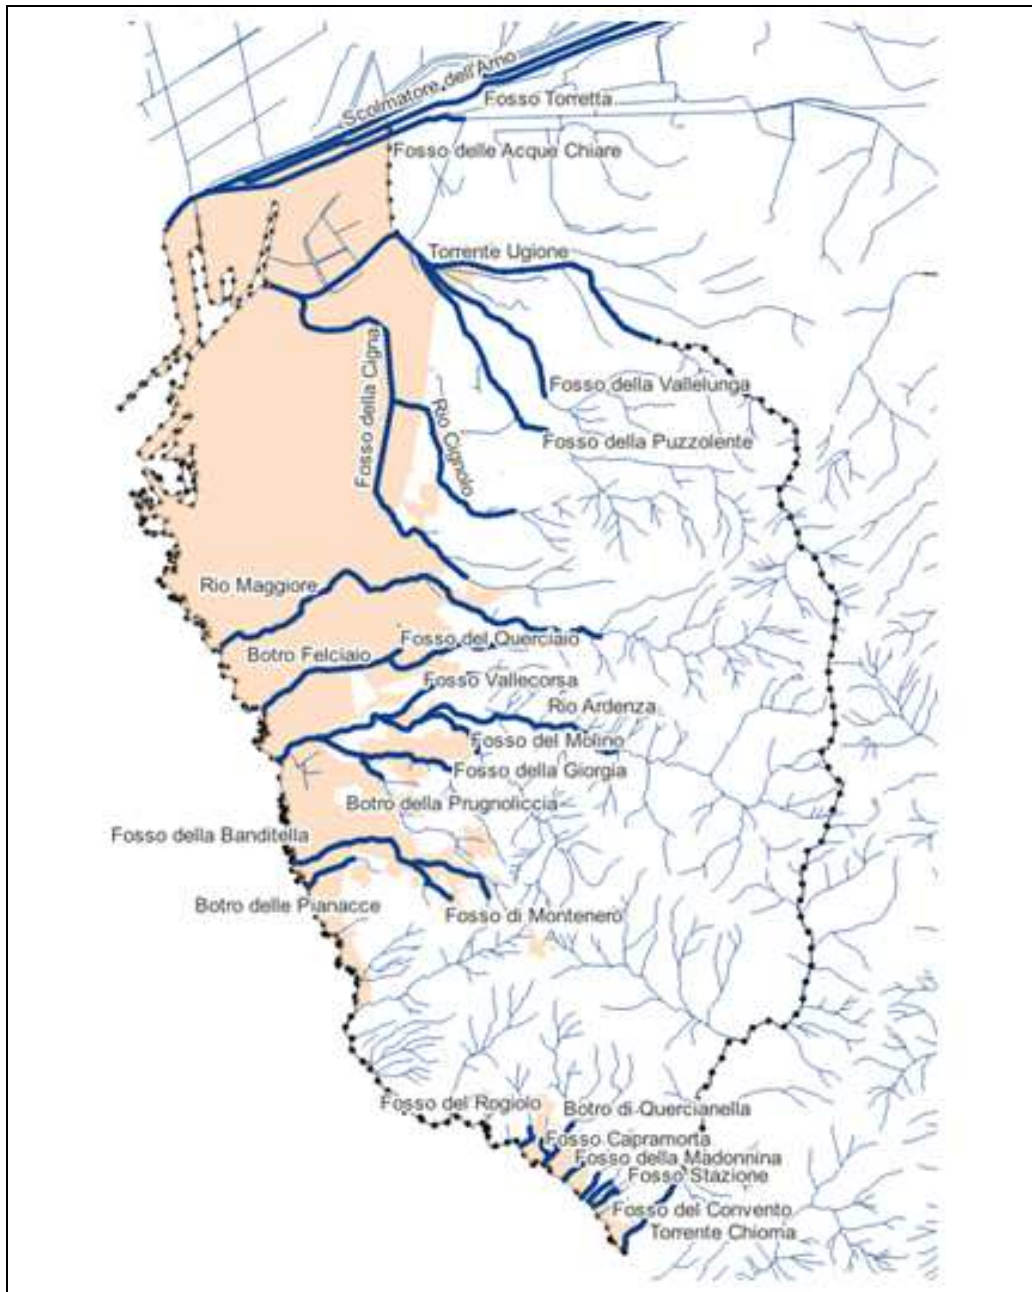 Scolmatore dell'Arno
Fosso Torretta
Fosso delle Acque Chiare
Torrente Ugione
Fosso della Cigna
Fosso della Vallelunga
Rio Cignolo
Fosso della Puzzolente
Rio Maggiore
Fosso del Querciaio
Botro Felciaio
Fosso Vallecorsa
Rio Ardenza
Fosso del Molino
Fosso della Giorgia
Botro della Prugnoliccia
Fosso della Banditella
Botro delle Pianacce
Fosso di Montenero
Fosso del Rogiolo
Botro di Quercianella
Fosso Capramorta
Fosso della Madonnina
Fosso Stazione
Fosso del Convento
Torrente Chioma